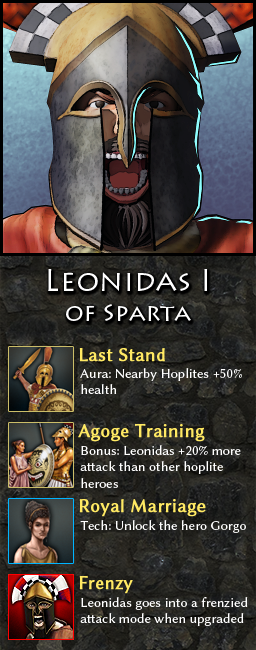 Leonidas I
of Sparta
Last Stand
Aura: Nearby Hoplites +50%
health
Agoge Training
Bonus: Leonidas +20% more
attack than other hoplite
heroes
Royal Marriage
Tech: Unlock the hero Gorgo
Frenzy
Leonidas goes into a frenzied
attack mode when upgraded